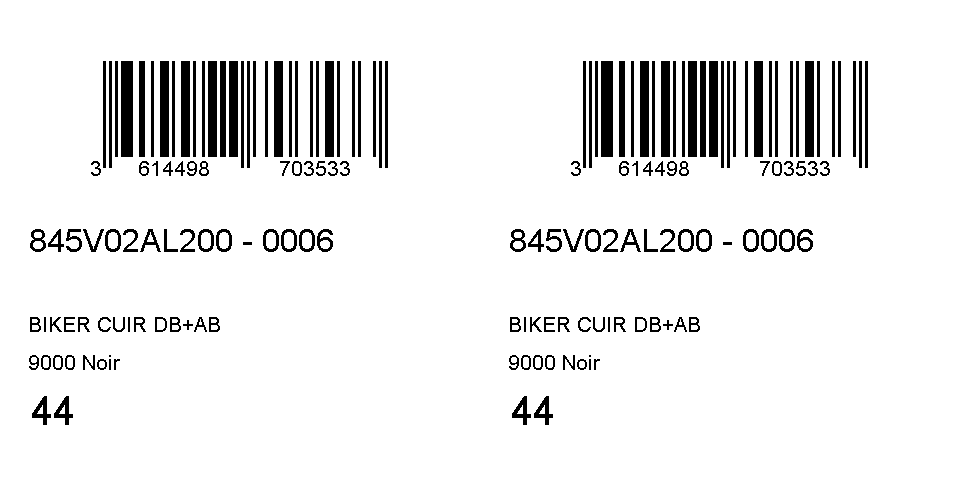 3 614498 703533
845V02AL200 - 0006
BIKER CUIR DB+AB
9000 Noir
44
3 614498 703533
845V02AL200 - 0006
BIKER CUIR DB+AB
9000 Noir
44